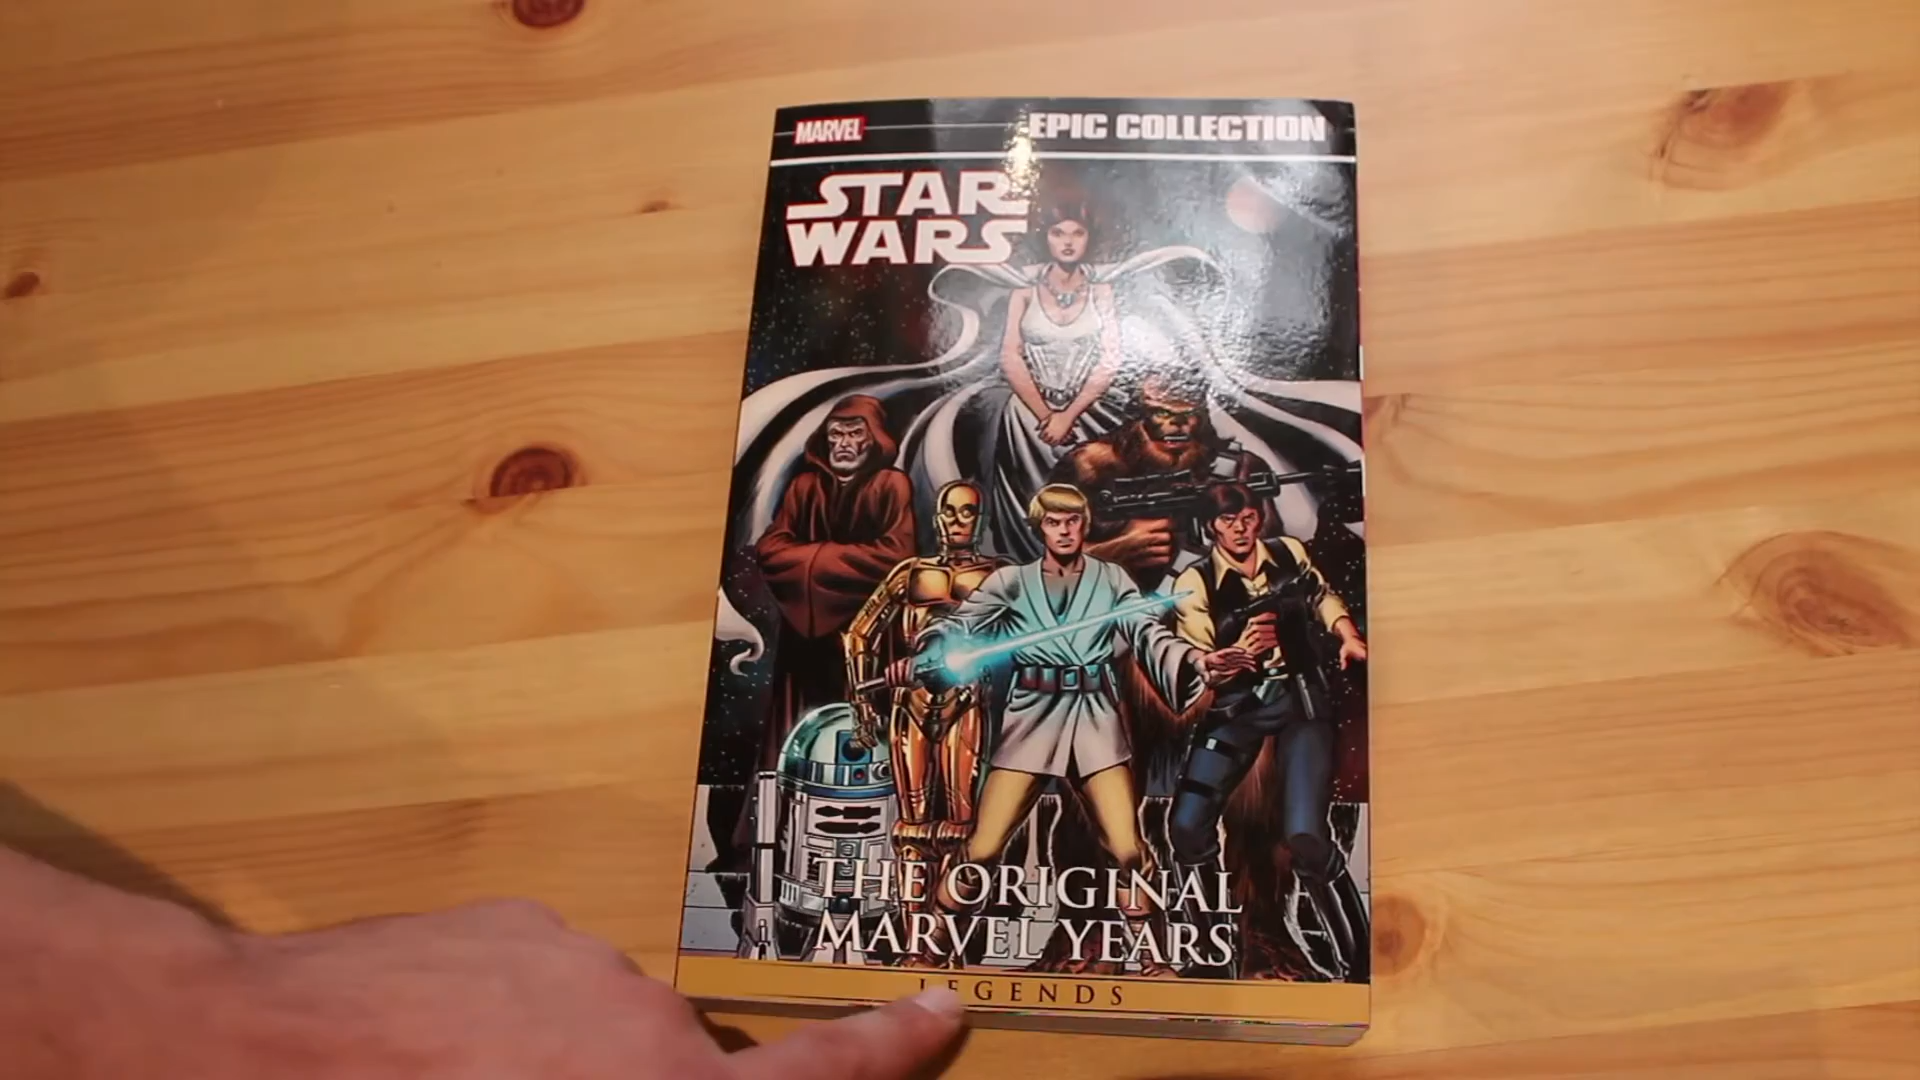 MARVEL
EPIC COLLECTION
STAR
WARS
THE ORIGINAL
MARVEL YEARS
LEGENDS